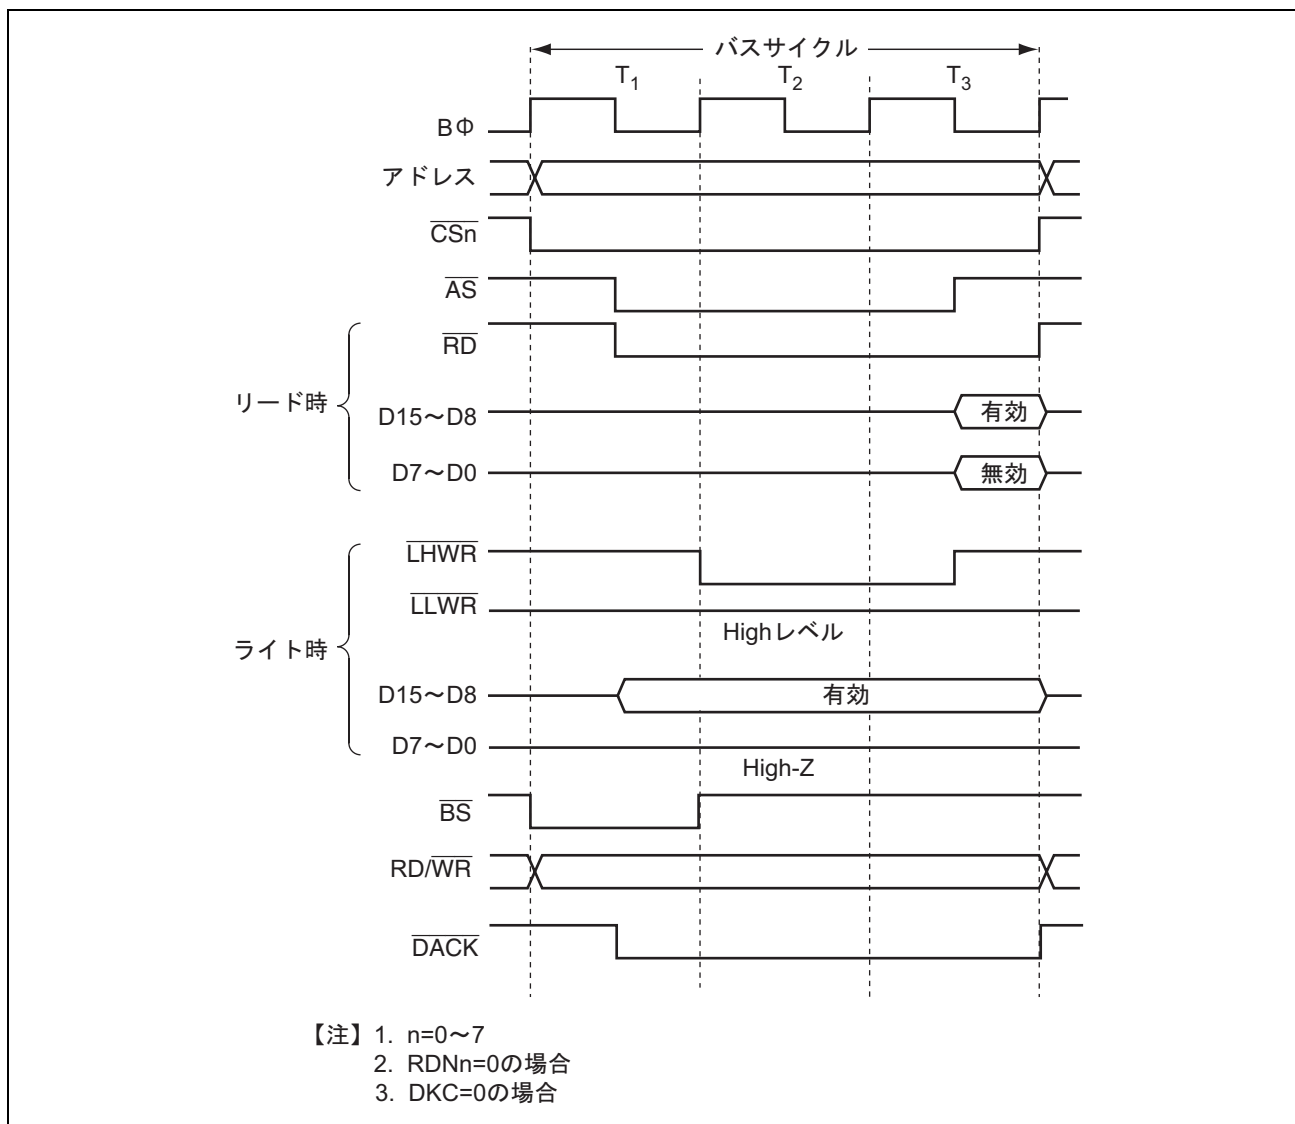 バスサイクル
T1 T2 T3
BΦ
アドレス
CSn
AS
RD
リード時
D15～D8 有効
D7～D0 無効
LHWR
LLWR
Highレベル
ライト時
D15～D8 有効
D7～D0
High-Z
BS
RD/WR
DACK
【注】1. n=0～7
2. RDNn=0の場合
3. DKC=0の場合